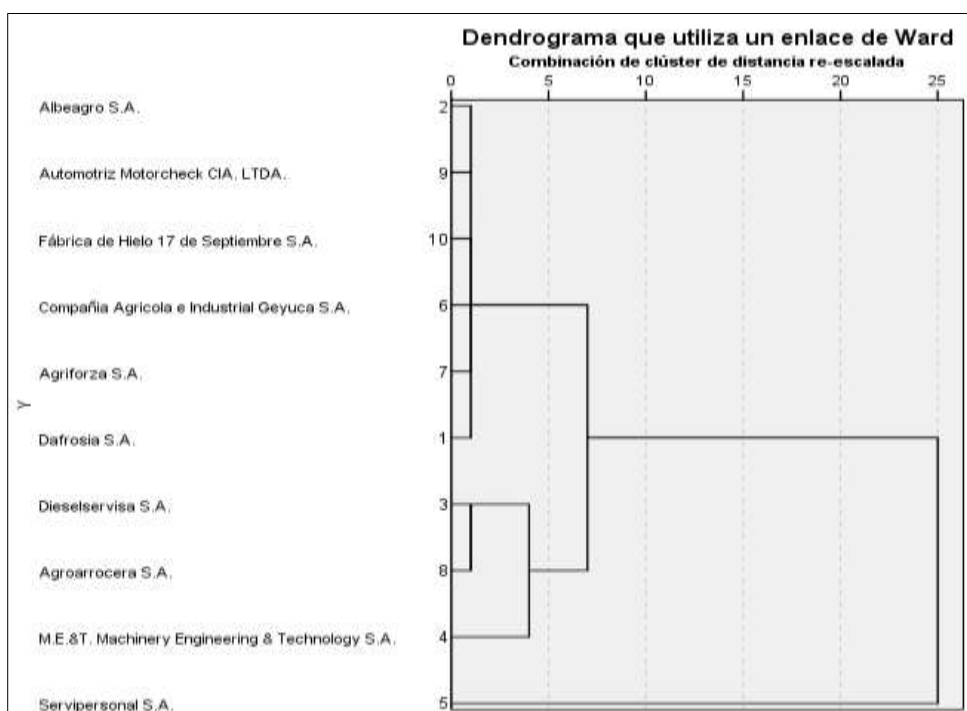 Dendrograma que utiliza un enlace de Ward
Combinación de clúster de distancia re-escalada
0 5 10 15 20 25
Albeagro S.A. 2
Automotriz Motorcheck CIA. LTDA. 9
Fábrica de Hielo 17 de Septiembre S.A. 10
Compañia Agricola e Industrial Geyuca S.A. 6
Agriforza S.A. 7
Y
Dafrosia S.A. 1
Dieselservisa S.A. 3
Agroarrocera S.A. 8
M.E.&T. Machinery Engineering & Technology S.A. 4
Servipersonal S.A. 5